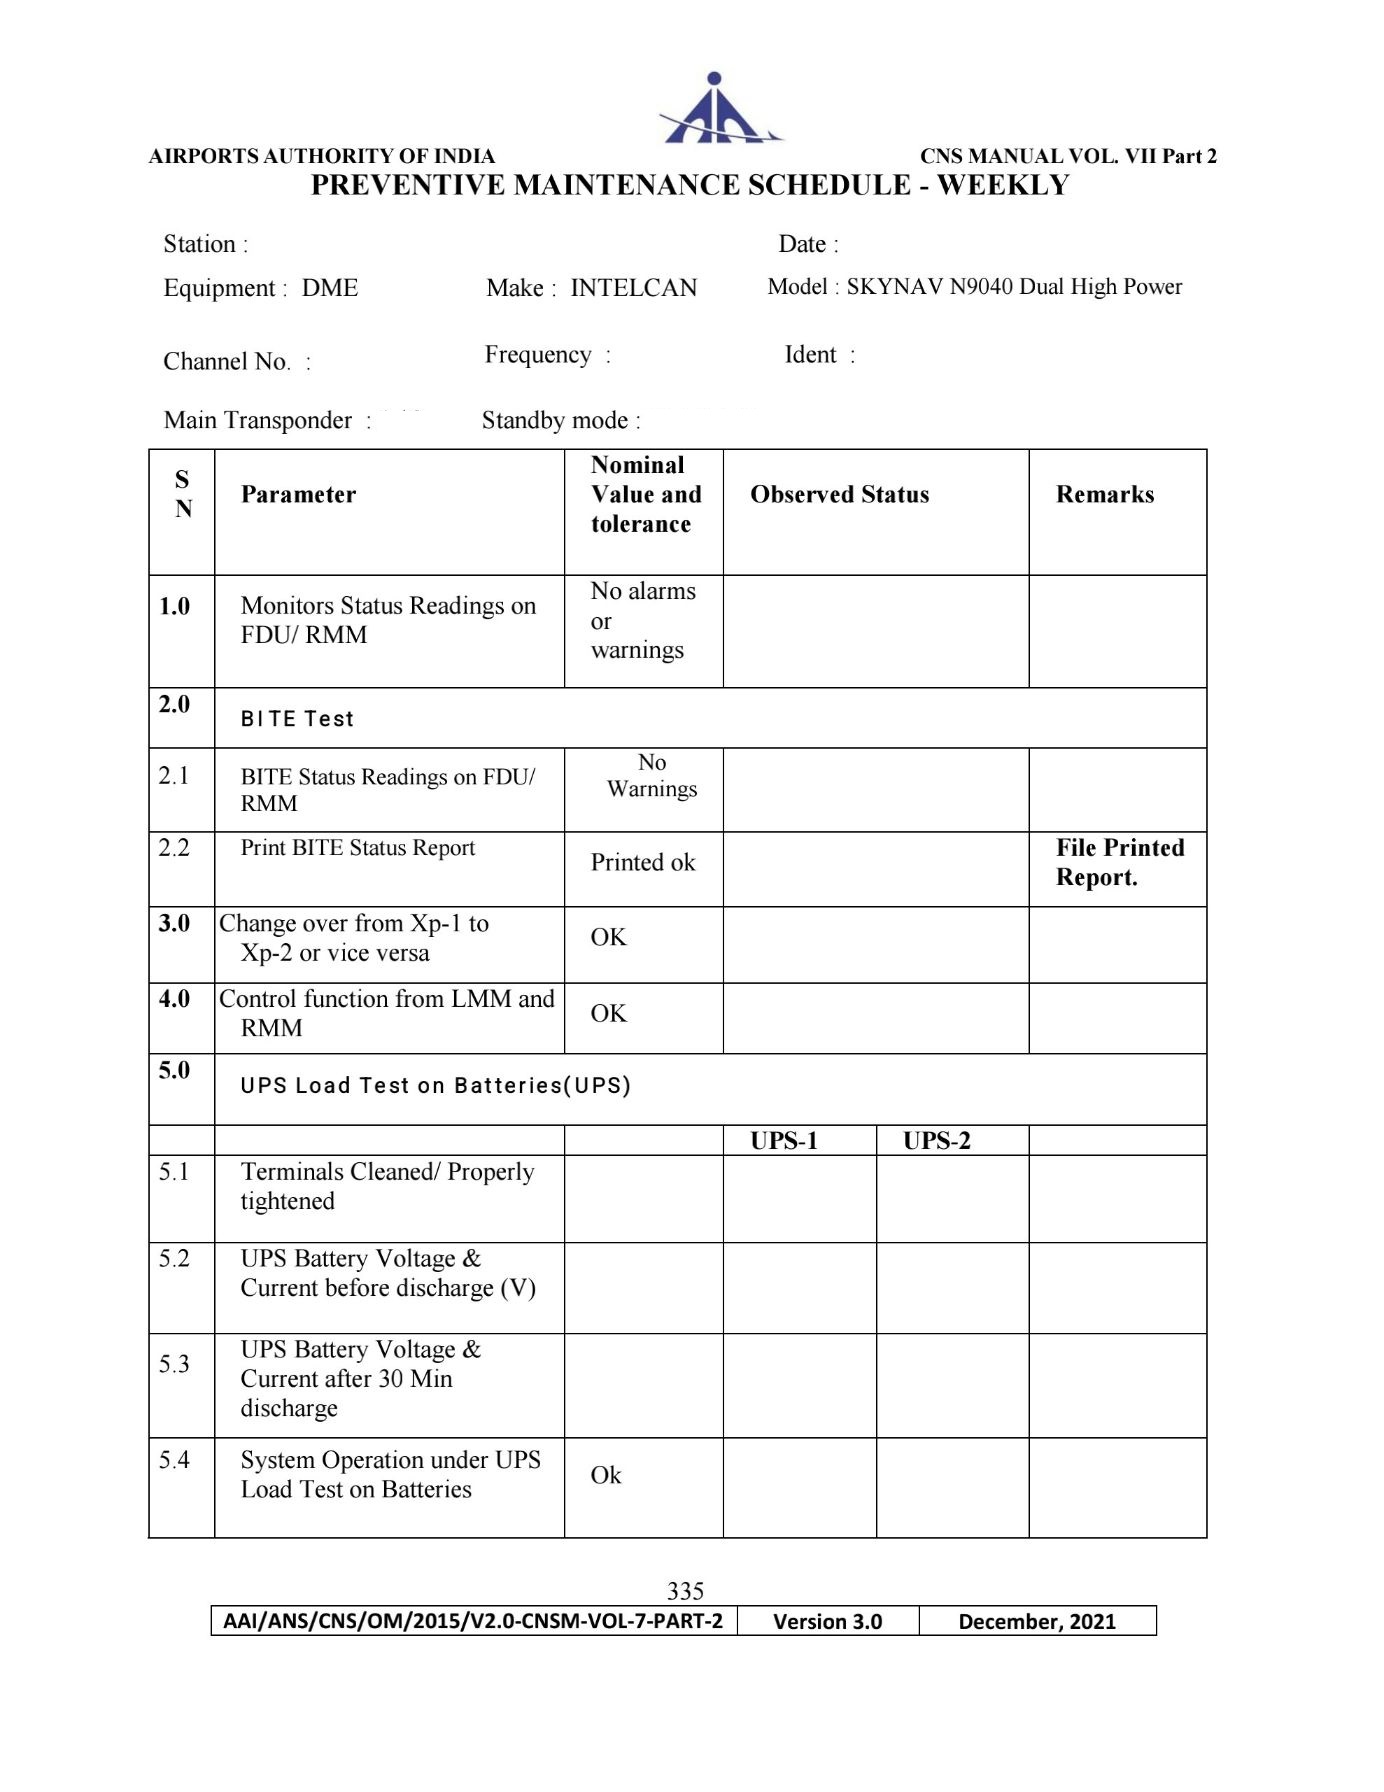 AIRPORTS AUTHORITY OF INDIA CNS MANUAL VOL. VII Part 2
PREVENTIVE MAINTENANCE SCHEDULE - WEEKLY
Station : Date :
Equipment : DME Make : INTELCAN Model : SKYNAV N9040 Dual High Power
Channel No. : Frequency : Ident :
Main Transponder : Standby mode :
S
N
Parameter
Nominal
Value and
tolerance
Observed Status
Remarks
1.0
Monitors Status Readings on
FDU/ RMM
No alarms
or
warnings
2.0
BITE Test
2.1
BITE Status Readings on FDU/
RMM
No
Warnings
2.2
Print BITE Status Report
Printed ok
File Printed
Report.
3.0
Change over from Xp-1 to
Xp-2 or vice versa
OK
4.0
Control function from LMM and
RMM
OK
5.0
UPS Load Test on Batteries(UPS)
UPS-1 UPS-2
5.1
Terminals Cleaned/ Properly
tightened
5.2
UPS Battery Voltage &
Current before discharge (V)
5.3
UPS Battery Voltage &
Current after 30 Min
discharge
5.4
System Operation under UPS
Load Test on Batteries
Ok
335
AAI/ANS/CNS/OM/2015/V2.0-CNSM-VOL-7-PART-2 Version 3.0 December, 2021